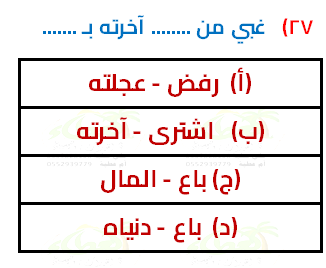 ٢٧) غبي من ........ آخرته بـ .......
(أ) رفض - عجلته
(ب) اشترى - آخرته
(ج) باع - المال
(د) باع - دنياه